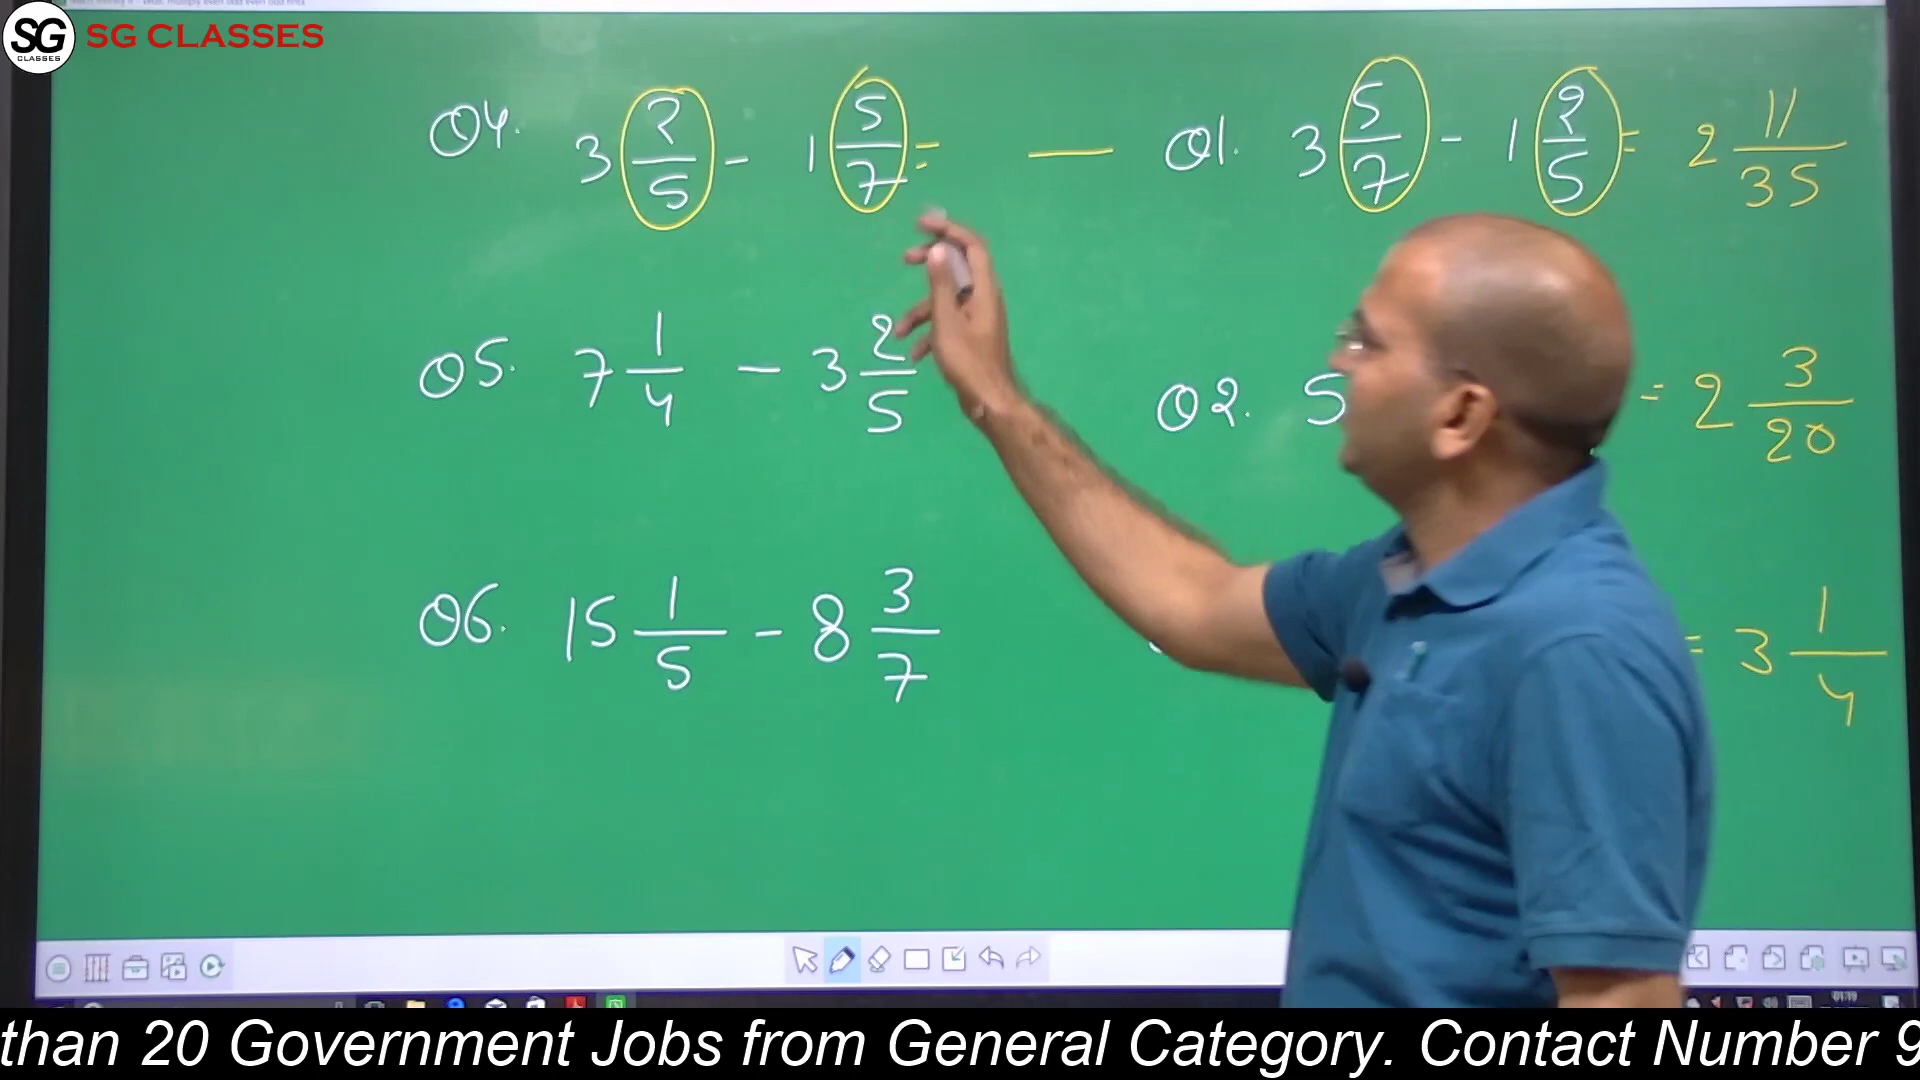 SG CLASSES
SG
CLASSES
Q4. 3 2/5 - 1 5/7 = —
Q1. 3 5/7 - 1 2/5 = 2 11/35
Q5. 7 1/4 - 3 2/5
Q2. 5 = 2 3/20
Q6. 15 1/5 - 8 3/7
= 3 1/4
than 20 Government Jobs from General Category. Contact Number 9